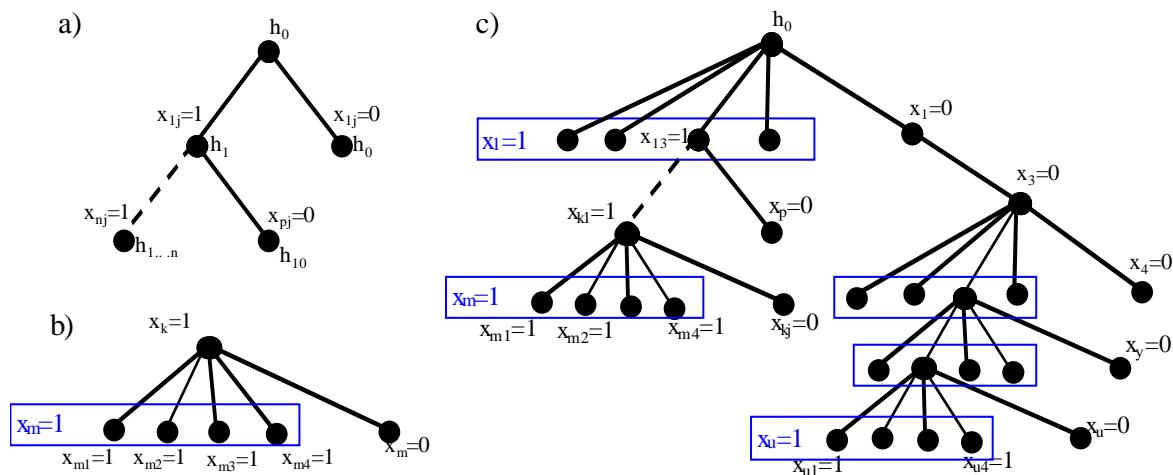 a)
h0
x1j=1
x1j=0
h1
h0
xnj=1
xpj=0
h1....n
h10
b)
xk=1
xm=1
xm=0
xm1=1 xm2=1 xm3=1 xm4=1
c)
h0
x1=0
xl=1
x13=1
x3=0
xk1=1
xp=0
x4=0
xm=1
xm1=1 xm2=1 xm4=1
xkj=0
xy=0
xu=1
xu=0
xu1=1
xu4=1